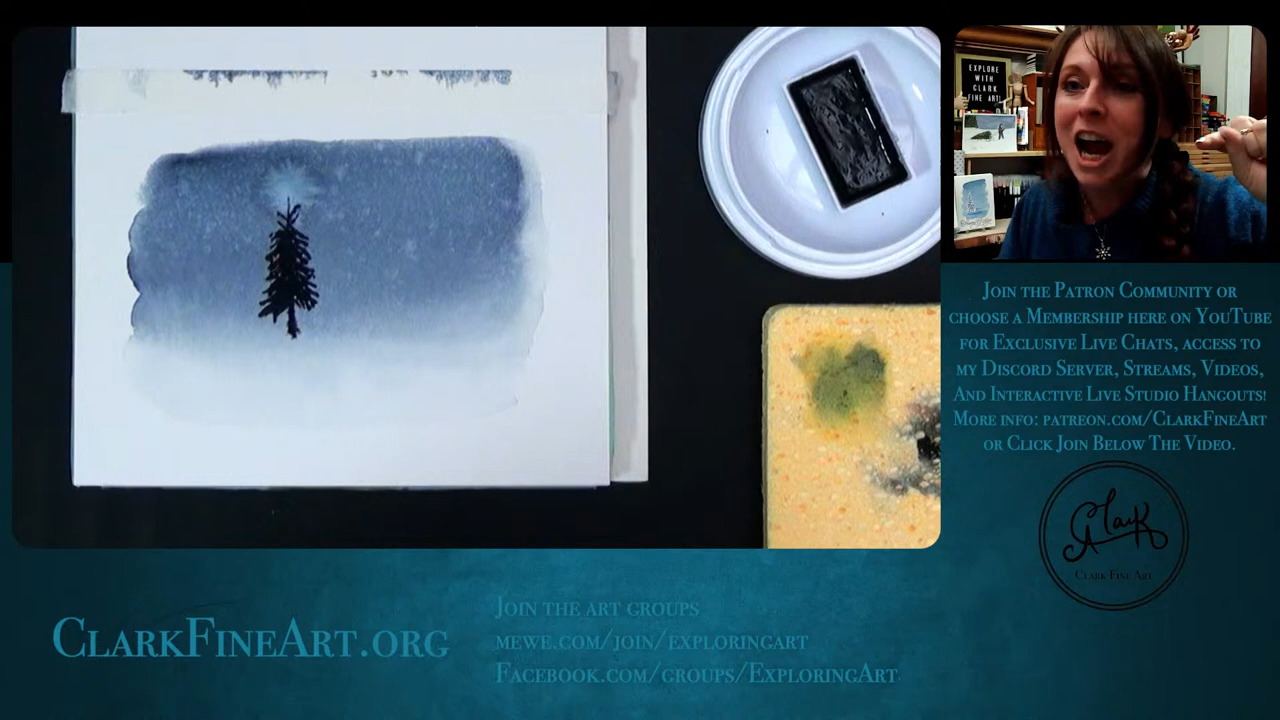 EXPLORE
WITH
CLARK
FINE ART!
Join the Patron Community or
choose a Membership here on YouTube
for Exclusive Live Chats, access to
my Discord Server, Streams, Videos,
And Interactive Live Studio Hangouts!
More info: patreon.com/ClarkFineArt
or Click Join Below The Video.
Clark
Clark Fine Art
ClarkFineArt.org
Join the art groups
mewe.com/join/exploringart
Facebook.com/groups/ExploringArt